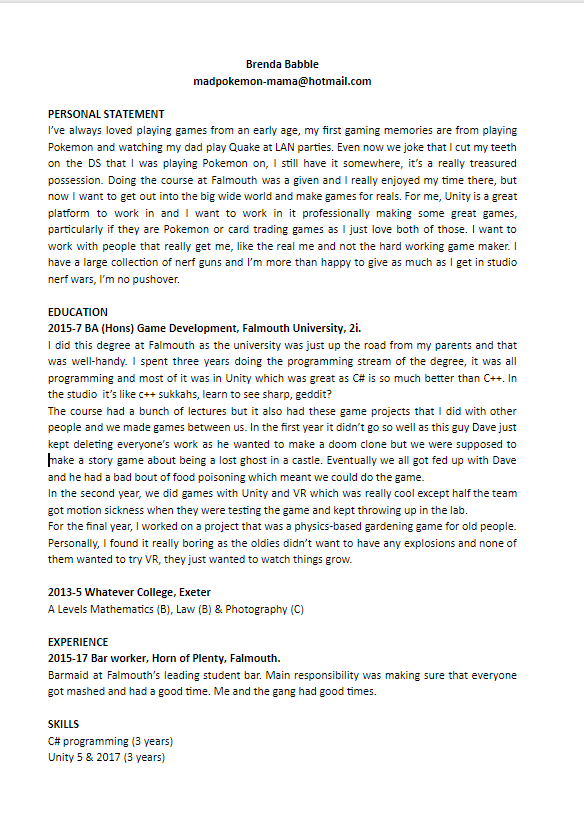 Brenda Babble
madpokemon-mama@hotmail.com
PERSONAL STATEMENT
I've always loved playing games from an early age, my first gaming memories are from playing
Pokemon and watching my dad play Quake at LAN parties. Even now we joke that I cut my teeth
on the DS that I was playing Pokemon on, I still have it somewhere, it's a really treasured
possession. Doing the course at Falmouth was a given and I really enjoyed my time there, but
now I want to get out into the big wide world and make games for reals. For me, Unity is a great
platform to work in and I want to work in it professionally making some great games,
particularly if they are Pokemon or card trading games as I just love both of those. I want to
work with people that really get me, like the real me and not the hard working game maker. I
have a large collection of nerf guns and I'm more than happy to give as much as I get in studio
nerf wars, I'm no pushover.
EDUCATION
2015-7 BA (Hons) Game Development, Falmouth University, 2i.
I did this degree at Falmouth as the university was just up the road from my parents and that
was well-handy. I spent three years doing the programming stream of the degree, it was all
programming and most of it was in Unity which was great as C# is so much better than C++. In
the studio it's like c++ sukkahs, learn to see sharp, geddit?
The course had a bunch of lectures but it also had these game projects that I did with other
people and we made games between us. In the first year it didn't go so well as this guy Dave just
kept deleting everyone's work as he wanted to make a doom clone but we were supposed to
make a story game about being a lost ghost in a castle. Eventually we all got fed up with Dave
and he had a bad bout of food poisoning which meant we could do the game.
In the second year, we did games with Unity and VR which was really cool except half the team
got motion sickness when they were testing the game and kept throwing up in the lab.
For the final year, I worked on a project that was a physics-based gardening game for old people.
Personally, I found it really boring as the oldies didn't want to have any explosions and none of
them wanted to try VR, they just wanted to watch things grow.
2013-5 Whatever College, Exeter
A Levels Mathematics (B), Law (B) & Photography (C)
EXPERIENCE
2015-17 Bar worker, Horn of Plenty, Falmouth.
Barmaid at Falmouth's leading student bar. Main responsibility was making sure that everyone
got mashed and had a good time. Me and the gang had good times.
SKILLS
C# programming (3 years)
Unity 5 & 2017 (3 years)